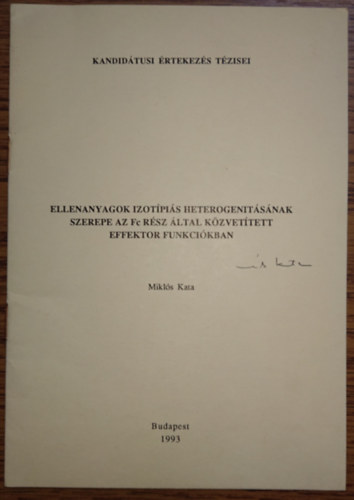 KANDIDÁTUSI ÉRTEKEZÉS TÉZISEI
ELLENANYAGOK IZOTÍPIÁS HETEROGENITÁSÁNAK
SZEREPE AZ Fc RÉSZ ÁLTAL KÖZVETÍTETT
EFFEKTOR FUNKCIÓKBAN
Miklós Kata
Budapest
1993